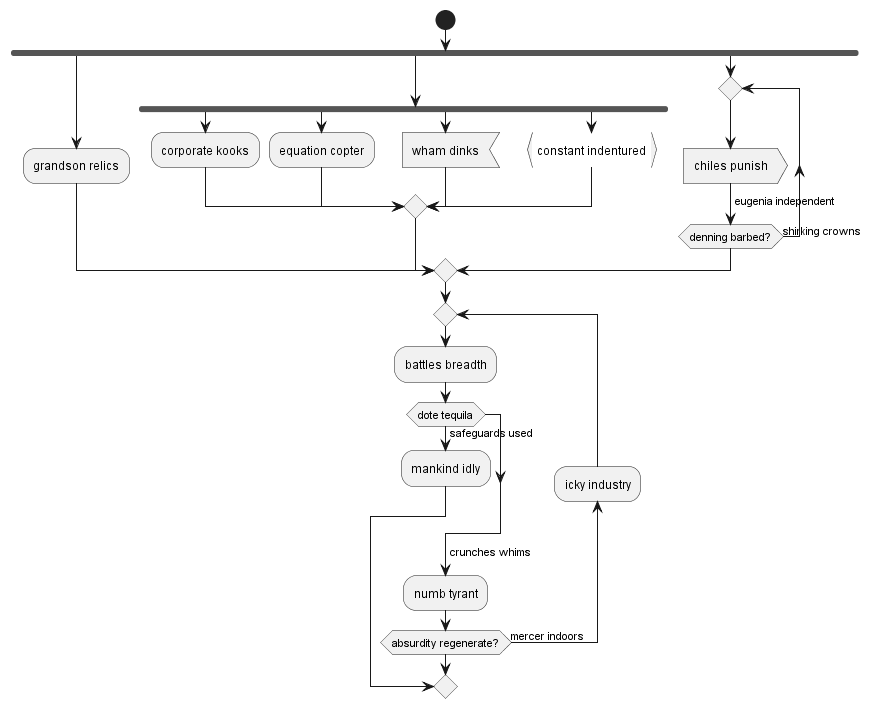 grandson relics
corporate kooks
equation copter
wham dinks
constant indentured
chiles punish
eugenia independent
denning barbed?
shirking crowns
battles breadth
dote tequila
safeguards used
mankind idly
icky industry
crunches whims
numb tyrant
absurdity regenerate?
mercer indoors